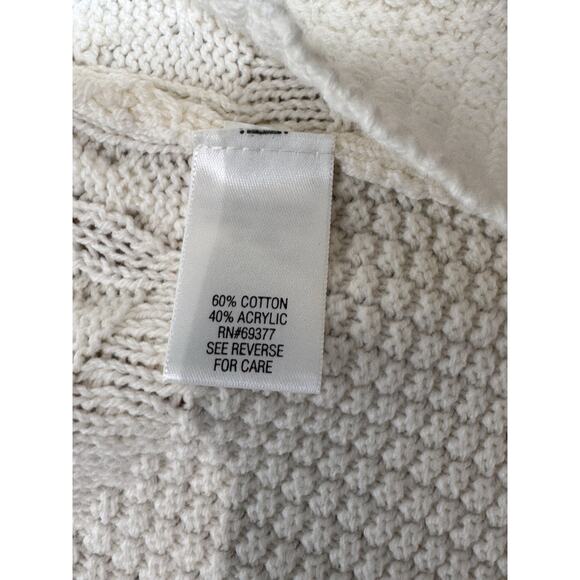 60% COTTON
40% ACRYLIC
RN#69377
SEE REVERSE
FOR CARE